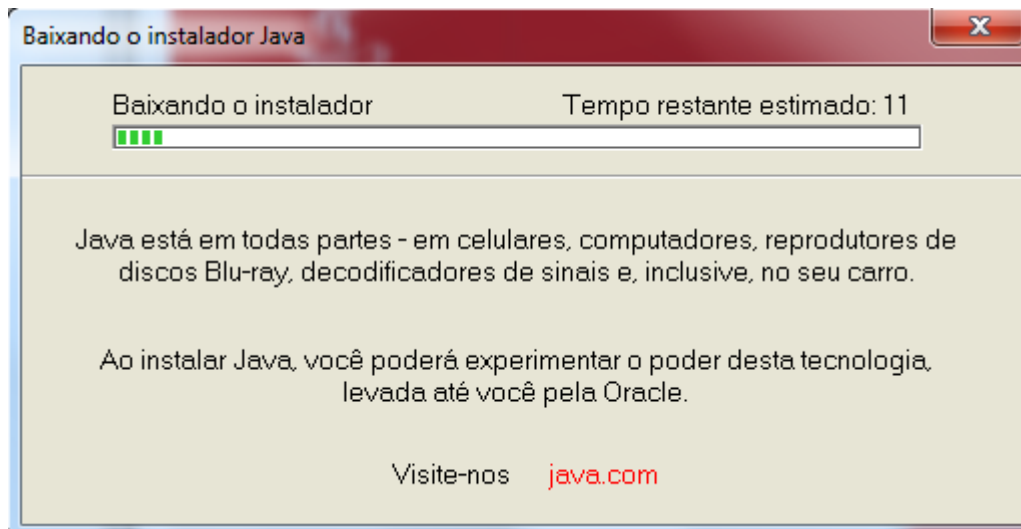 Baixando o instalador Java
Baixando o instalador Tempo restante estimado: 11
Java está em todas partes - em celulares, computadores, reprodutores de
discos Blu-ray, decodificadores de sinais e, inclusive, no seu carro.
Ao instalar Java, você poderá experimentar o poder desta tecnologia,
levada até você pela Oracle.
Visite-nos java.com